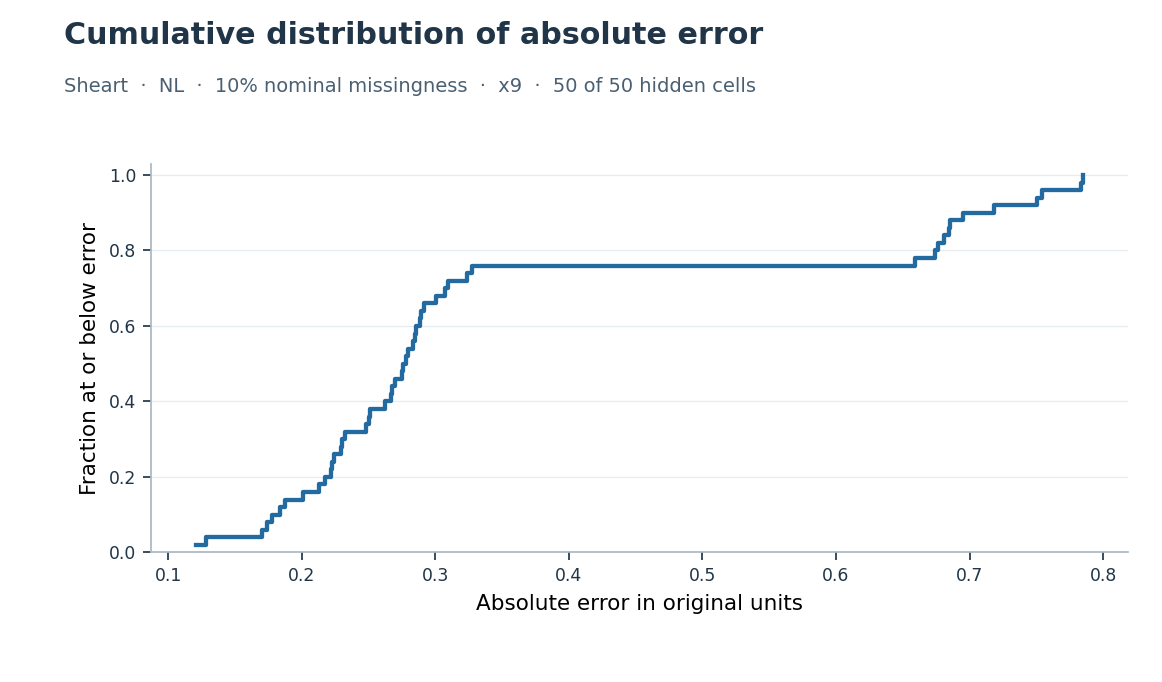 Cumulative distribution of absolute error
Sheart · NL · 10% nominal missingness · x9 · 50 of 50 hidden cells
Fraction at or below error
1.0
0.8
0.6
0.4
0.2
0.0
0.1 0.2 0.3 0.4 0.5 0.6 0.7 0.8
Absolute error in original units